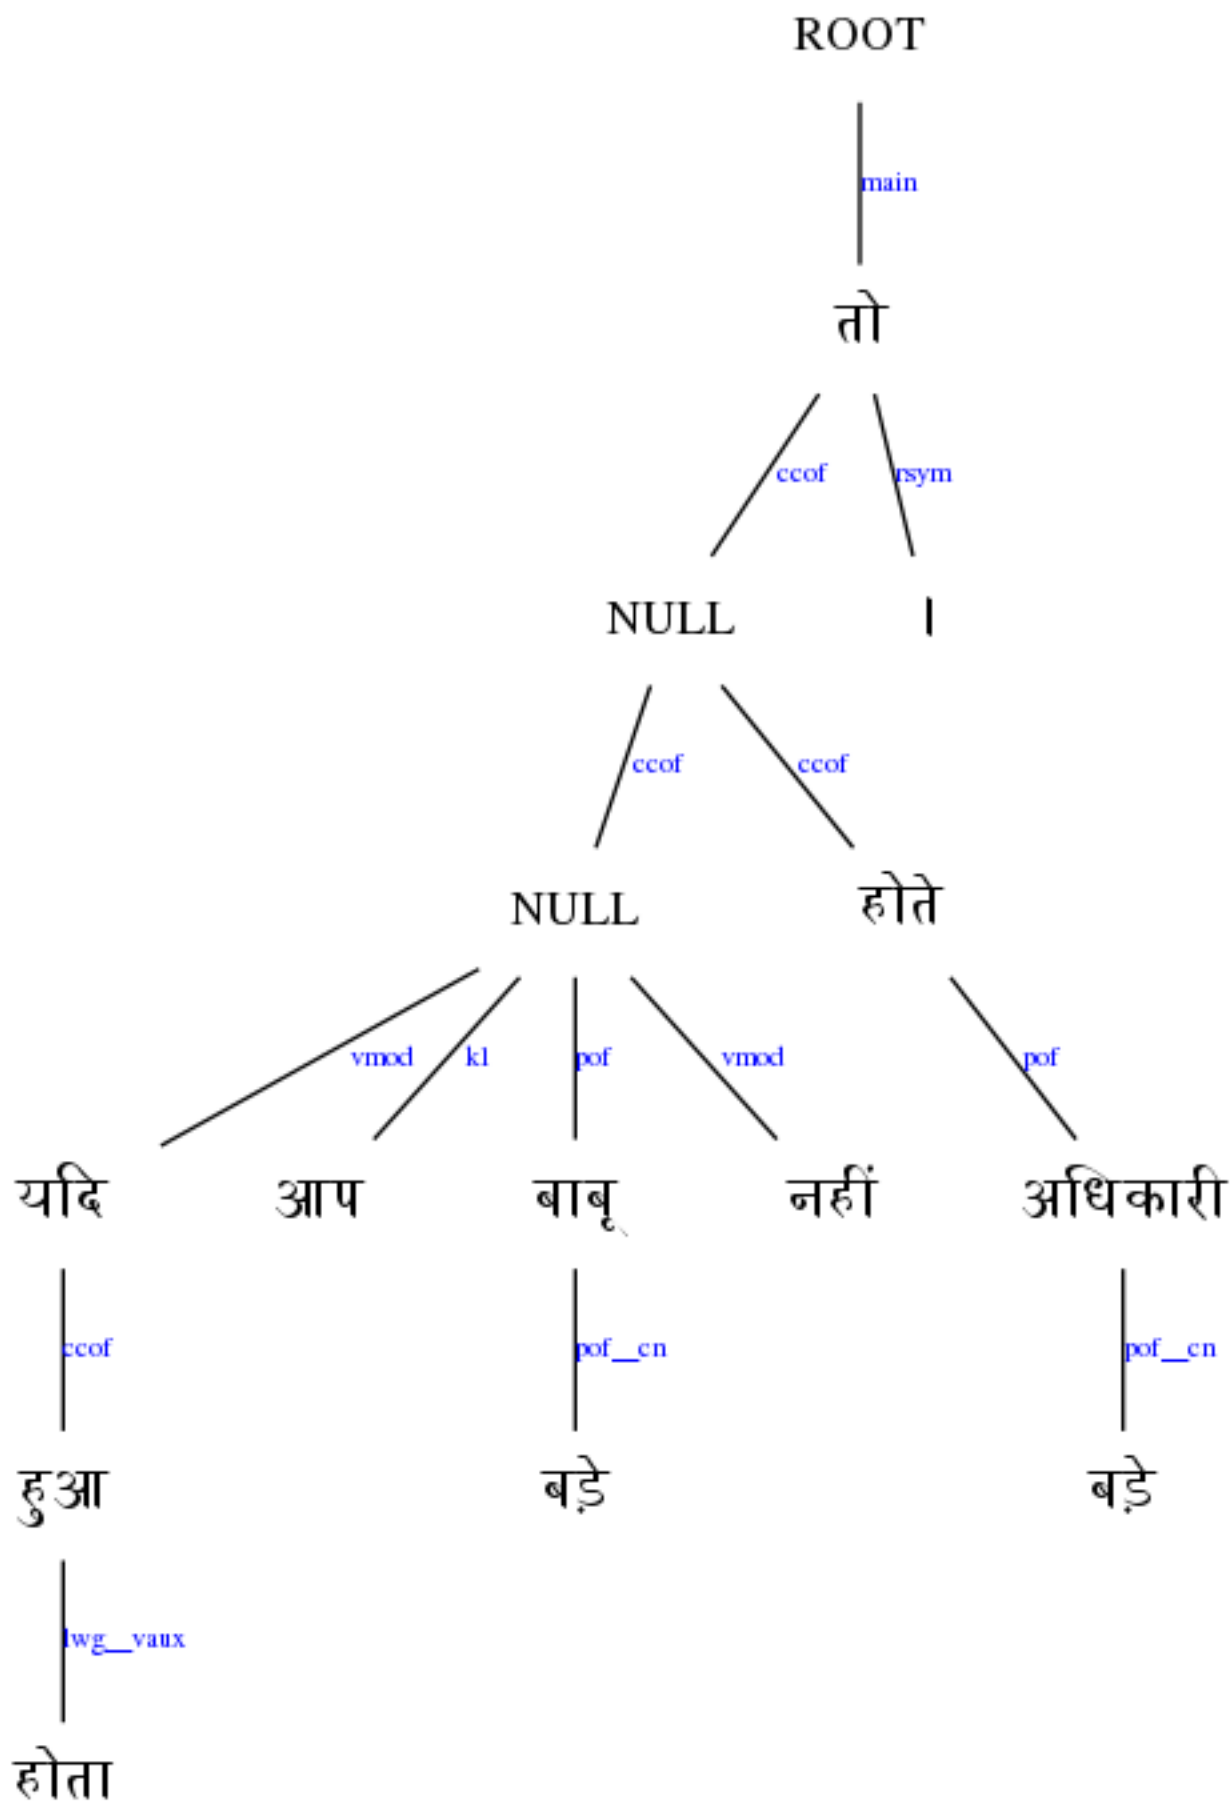 ROOT
main
तो
ccof rsym
NULL ।
ccof ccof
NULL होते
vmod k1 pof vmod pof
यदि आप बाबू नहीं अधिकारी
ccof pof__cn pof__cn
हुआ बड़े बड़े
lwg__vaux
होता